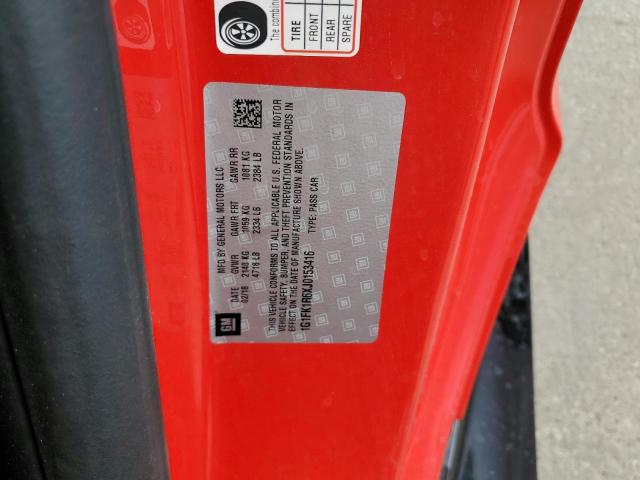 The combin
TIRE
FRONT
REAR
SPARE
MFD BY GENERAL MOTORS LLC
DATE GVWR GAWR FRT GAWR RR
02/18 2140 KG 1059 KG 1081 KG
4718 LB 2334 LB 2384 LB
GM
THIS VEHICLE CONFORMS TO ALL APPLICABLE U.S. FEDERAL MOTOR
VEHICLE SAFETY, BUMPER, AND THEFT PREVENTION STANDARDS IN
EFFECT ON THE DATE OF MANUFACTURE SHOWN ABOVE.
1G1FK1R6XJ0153416 TYPE: PASS CAR